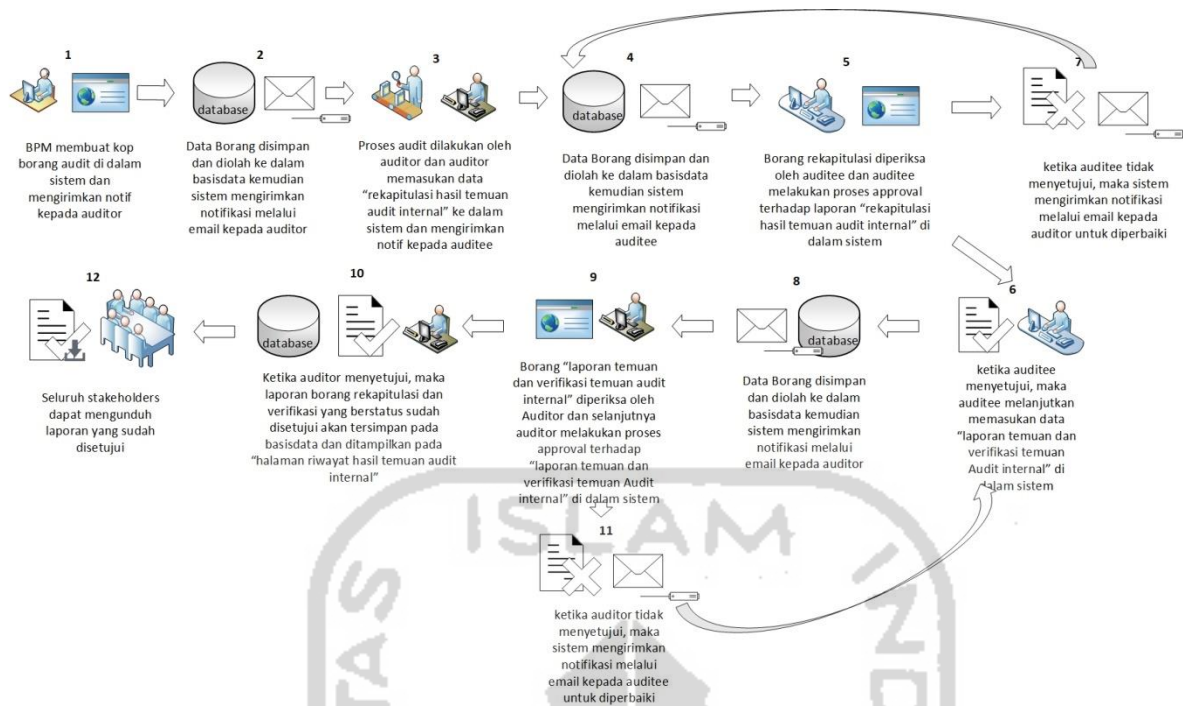 1
BPM membuat kop
borang audit di dalam
sistem dan
mengirimkan notif
kepada auditor
2
database
Data Borang disimpan
dan diolah ke dalam
basisdata kemudian
sistem mengirimkan
notifikasi melalui
email kepada auditor
3
Proses audit dilakukan oleh
auditor dan auditor
memasukan data
“rekapitulasi hasil temuan
audit internal” ke dalam
sistem dan mengirimkan
notif kepada auditee
4
database
Data Borang disimpan dan
diolah ke dalam basisdata
kemudian sistem
mengirimkan notifikasi
melalui email kepada
auditee
5
Borang rekapitulasi diperiksa
oleh auditee dan auditee
melakukan proses approval
terhadap laporan “rekapitulasi
hasil temuan audit internal” di
dalam sistem
7
ketika auditee tidak
menyetujui, maka sistem
mengirimkan notifikasi
melalui email kepada
auditor untuk diperbaiki
12
Seluruh stakeholders
dapat mengunduh
laporan yang sudah
disetujui
10
database
Ketika auditor menyetujui, maka
laporan borang rekapitulasi dan
verifikasi yang berstatus sudah
disetujui akan tersimpan pada
basisdata dan ditampilkan pada
“halaman riwayat hasil temuan audit
internal”
9
Borang “laporan temuan
dan verifikasi temuan audit
internal” diperiksa oleh
Auditor dan selanjutnya
auditor melakukan proses
approval terhadap
“laporan temuan dan
verifikasi temuan Audit
internal” di dalam sistem
8
database
Data Borang disimpan
dan diolah ke dalam
basisdata kemudian
sistem mengirimkan
notifikasi melalui
email kepada auditor
6
ketika auditee
menyetujui, maka
auditee melanjutkan
memasukan data
“laporan temuan dan
verifikasi temuan
Audit internal” di
dalam sistem
11
ketika auditor tidak
menyetujui, maka
sistem mengirimkan
notifikasi melalui
email kepada auditee
untuk diperbaiki
ISLAM
TAS
INDO